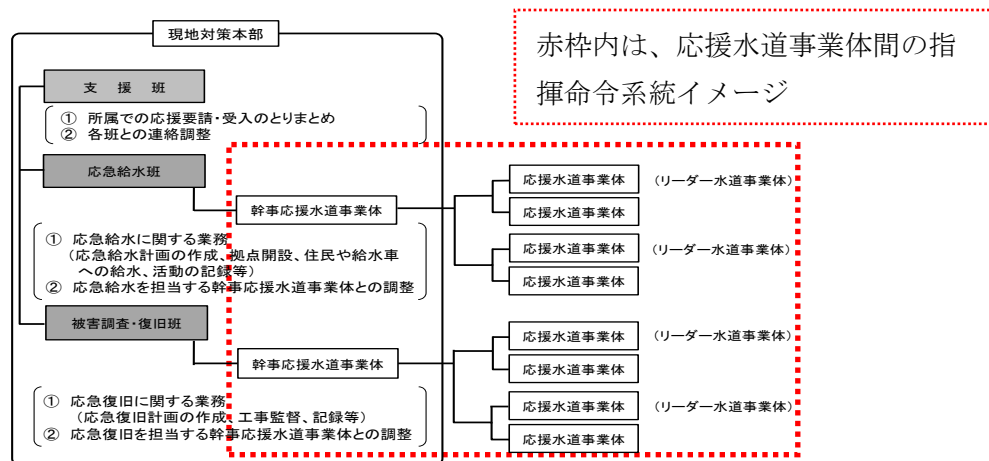 現地対策本部
赤枠内は、応援水道事業体間の指
揮命令系統イメージ
支 援 班
① 所属での応援要請・受入のとりまとめ
② 各班との連絡調整
応急給水班
幹事応援水道事業体
応援水道事業体
(リーダー水道事業体)
応援水道事業体
応援水道事業体
(リーダー水道事業体)
応援水道事業体
① 応急給水に関する業務
(応急給水計画の作成、拠点開設、住民や給水車
への給水、活動の記録等)
② 応急給水を担当する幹事応援水道事業体との調整
被害調査・復旧班
幹事応援水道事業体
応援水道事業体
(リーダー水道事業体)
応援水道事業体
応援水道事業体
(リーダー水道事業体)
応援水道事業体
① 応急復旧に関する業務
(応急復旧計画の作成、工事監督、記録等)
② 応急復旧を担当する幹事応援水道事業体との調整